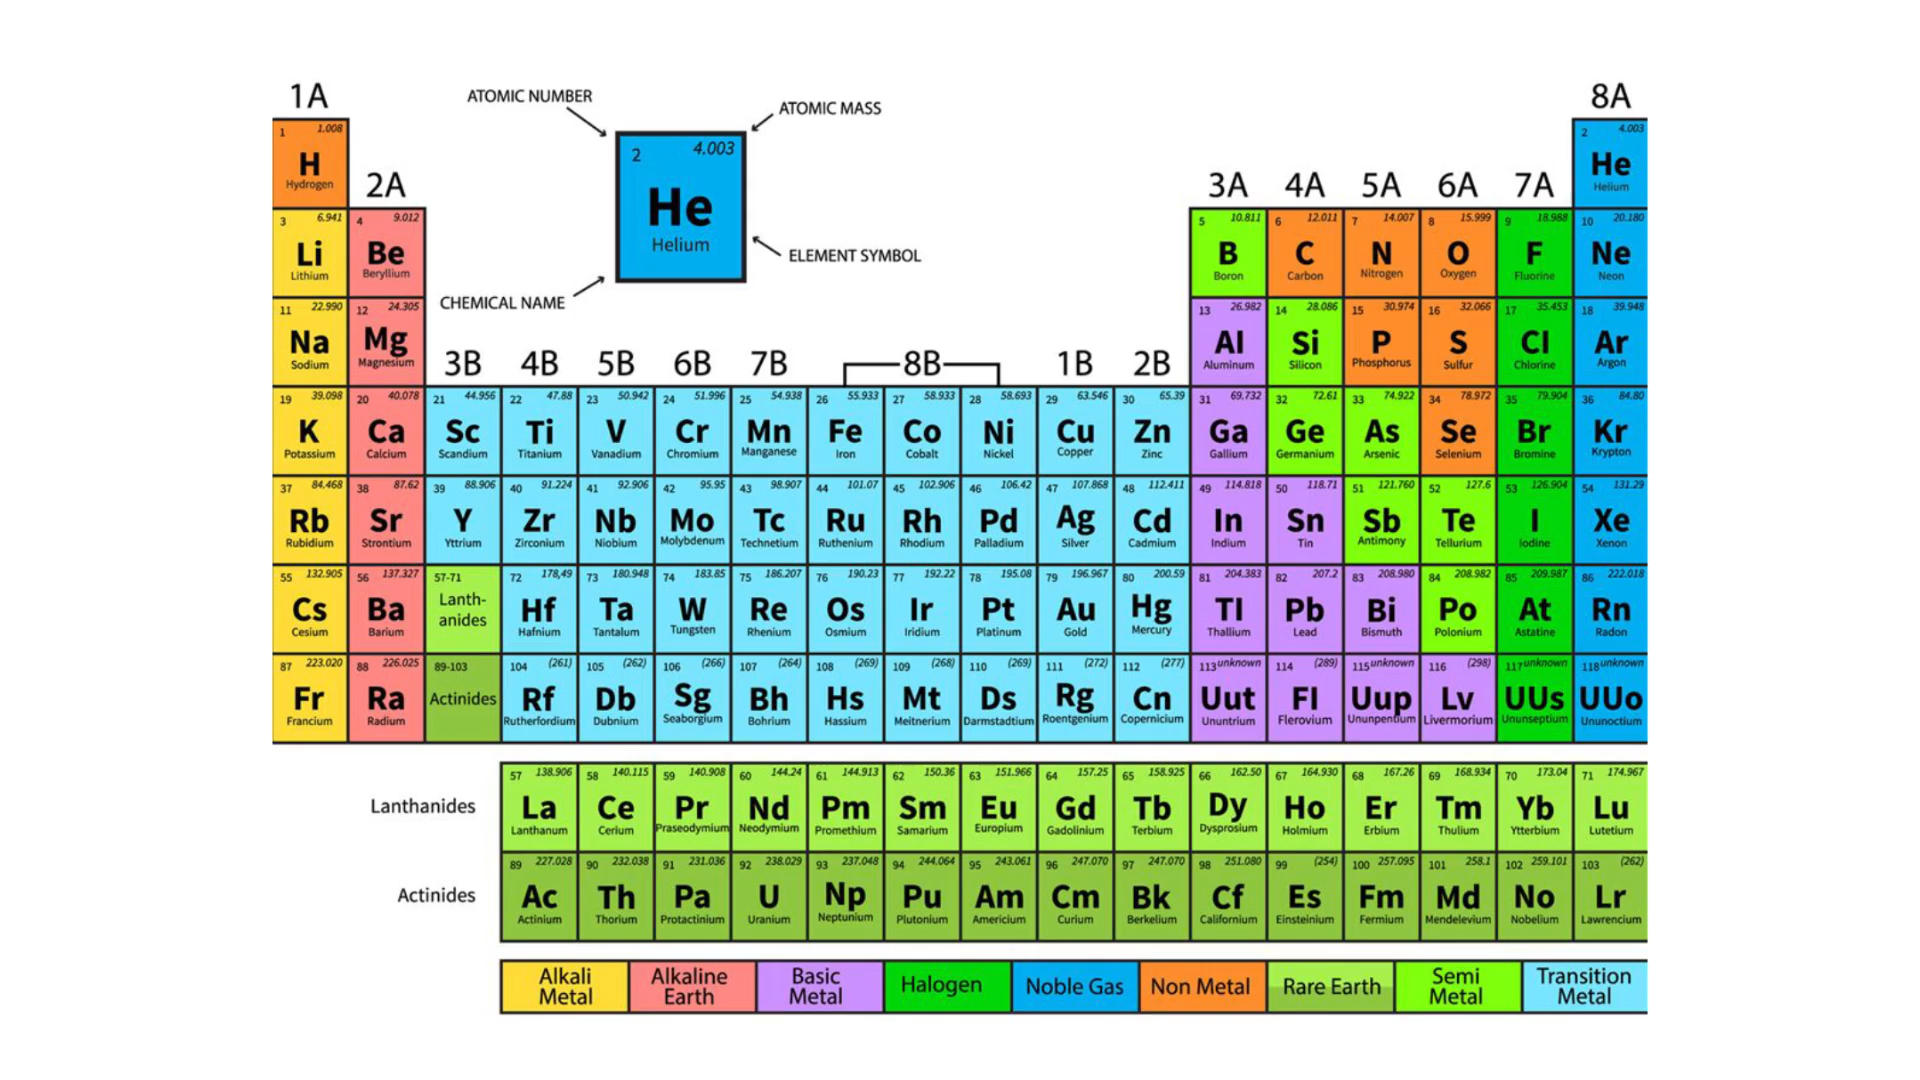 1A
8A
ATOMIC NUMBER
ATOMIC MASS
2 4.003
He
Helium
ELEMENT SYMBOL
CHEMICAL NAME
1 1.008
H
Hydrogen
2 4.003
He
Helium
2A
3A 4A 5A 6A 7A
3 6.941 4 9.012 5 10.811 6 12.011 7 14.007 8 15.999 9 18.988 10 20.180
Li Be B C N O F Ne
Lithium Beryllium Boron Carbon Nitrogen Oxygen Fluorine Neon
11 22.990 12 24.305 13 26.982 14 28.086 15 30.974 16 32.066 17 35.453 18 39.948
Na Mg Al Si P S Cl Ar
Sodium Magnesium Aluminum Silicon Phosphorus Sulfur Chlorine Argon
3B 4B 5B 6B 7B 8B 1B 2B
19 39.098 20 40.078 21 44.956 22 47.88 23 50.942 24 51.996 25 54.938 26 55.933 27 58.933 28 58.693 29 63.546 30 65.39 31 69.732 32 72.61 33 74.922 34 78.972 35 79.904 36 84.80
K Ca Sc Ti V Cr Mn Fe Co Ni Cu Zn Ga Ge As Se Br Kr
Potassium Calcium Scandium Titanium Vanadium Chromium Manganese Iron Cobalt Nickel Copper Zinc Gallium Germanium Arsenic Selenium Bromine Krypton
37 84.468 38 87.62 39 88.906 40 91.224 41 92.906 42 95.95 43 98.907 44 101.07 45 102.906 46 106.42 47 107.868 48 112.411 49 114.818 50 118.71 51 121.760 52 127.6 53 126.904 54 131.29
Rb Sr Y Zr Nb Mo Tc Ru Rh Pd Ag Cd In Sn Sb Te I Xe
Rubidium Strontium Yttrium Zirconium Niobium Molybdenum Technetium Ruthenium Rhodium Palladium Silver Cadmium Indium Tin Antimony Tellurium Iodine Xenon
55 132.905 56 137.327 57-71 72 178,49 73 180.948 74 183.85 75 186.207 76 190.23 77 192.22 78 195.08 79 196.967 80 200.59 81 204.383 82 207.2 83 208.980 84 208.982 85 209.987 86 222.018
Cs Ba Lanth-anides Hf Ta W Re Os Ir Pt Au Hg Tl Pb Bi Po At Rn
Cesium Barium Hafnium Tantalum Tungsten Rhenium Osmium Iridium Platinum Gold Mercury Thallium Lead Bismuth Polonium Astatine Radon
87 223.020 88 226.025 89-103 104 (261) 105 (262) 106 (266) 107 (264) 108 (269) 109 (268) 110 (269) 111 (272) 112 (277) 113 unknown 114 (289) 115 unknown 116 (298) 117 unknown 118 unknown
Fr Ra Actinides Rf Db Sg Bh Hs Mt Ds Rg Cn Uut Fl Uup Lv UUs UUo
Francium Radium Rutherfordium Dubnium Seaborgium Bohrium Hassium Meitnerium Darmstadtium Roentgenium Copernicium Ununtrium Flerovium Ununpentium Livermorium Ununseptium Ununoctium
57 138.906 58 140.115 59 140.908 60 144.24 61 144.913 62 150.36 63 151.966 64 157.25 65 158.925 66 162.50 67 164.930 68 167.26 69 168.934 70 173.04 71 174.967
Lanthanides La Ce Pr Nd Pm Sm Eu Gd Tb Dy Ho Er Tm Yb Lu
Lanthanum Cerium Praseodymium Neodymium Promethium Samarium Europium Gadolinium Terbium Dysprosium Holmium Erbium Thulium Ytterbium Lutetium
89 227.028 90 232.038 91 231.036 92 238.029 93 237.048 94 244.064 95 243.061 96 247.070 97 247.070 98 251.080 99 (254) 100 257.095 101 258.1 102 259.101 103 (262)
Actinides Ac Th Pa U Np Pu Am Cm Bk Cf Es Fm Md No Lr
Actinium Thorium Protactinium Uranium Neptunium Plutonium Americium Curium Berkelium Californium Einsteinium Fermium Mendelevium Nobelium Lawrencium
Alkali Metal
Alkaline Earth
Basic Metal
Halogen
Noble Gas
Non Metal
Rare Earth
Semi Metal
Transition Metal